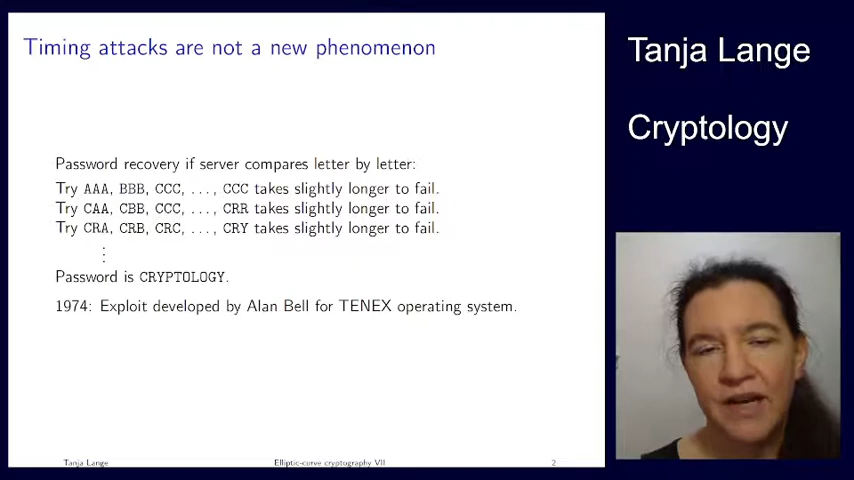 Timing attacks are not a new phenomenon
Password recovery if server compares letter by letter:
Try AAA, BBB, CCC, ..., CCC takes slightly longer to fail.
Try CAA, CBB, CCC, ..., CRR takes slightly longer to fail.
Try CRA, CRB, CRC, ..., CRY takes slightly longer to fail.
⋮
Password is CRYPTOLOGY.
1974: Exploit developed by Alan Bell for TENEX operating system.
Tanja Lange
Elliptic-curve cryptography VII
2
Tanja Lange
Cryptology